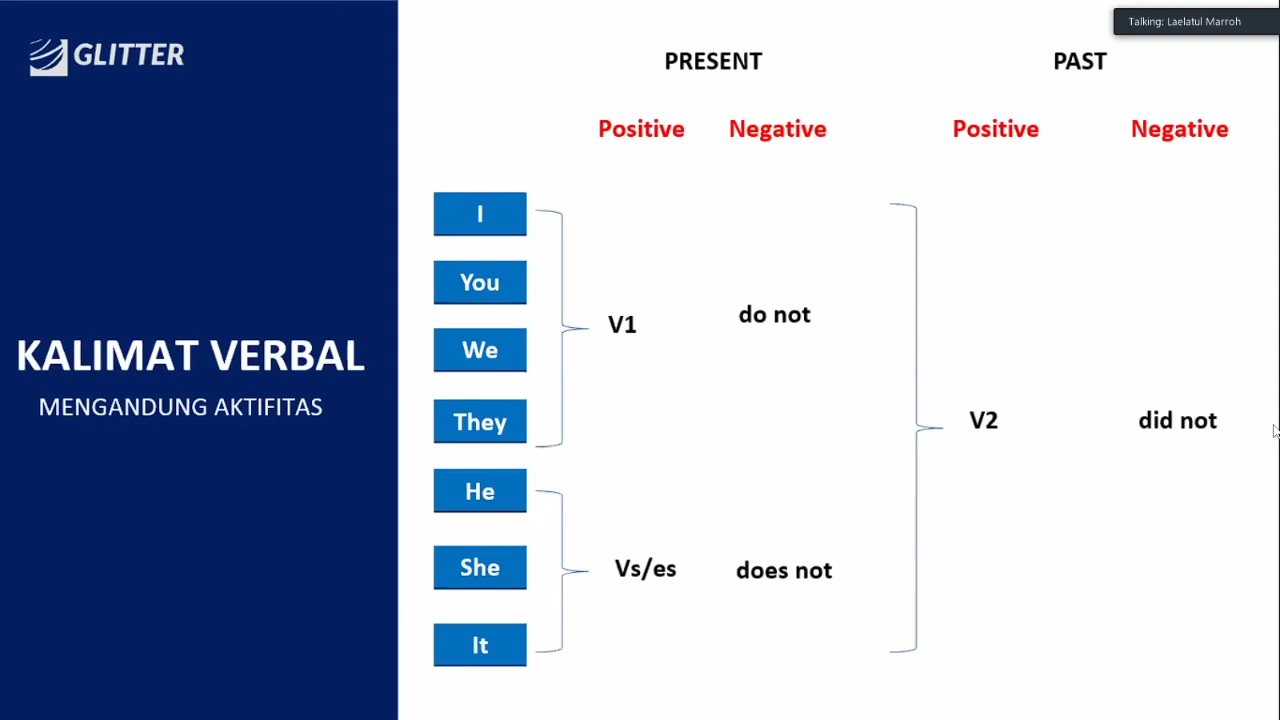 Talking: Laelatul Marroh
GLITTER
PRESENT
PAST
Positive
Negative
Positive
Negative
KALIMAT VERBAL
MENGANDUNG AKTIFITAS
I
You
We
They
He
She
It
V1
do not
Vs/es
does not
V2
did not